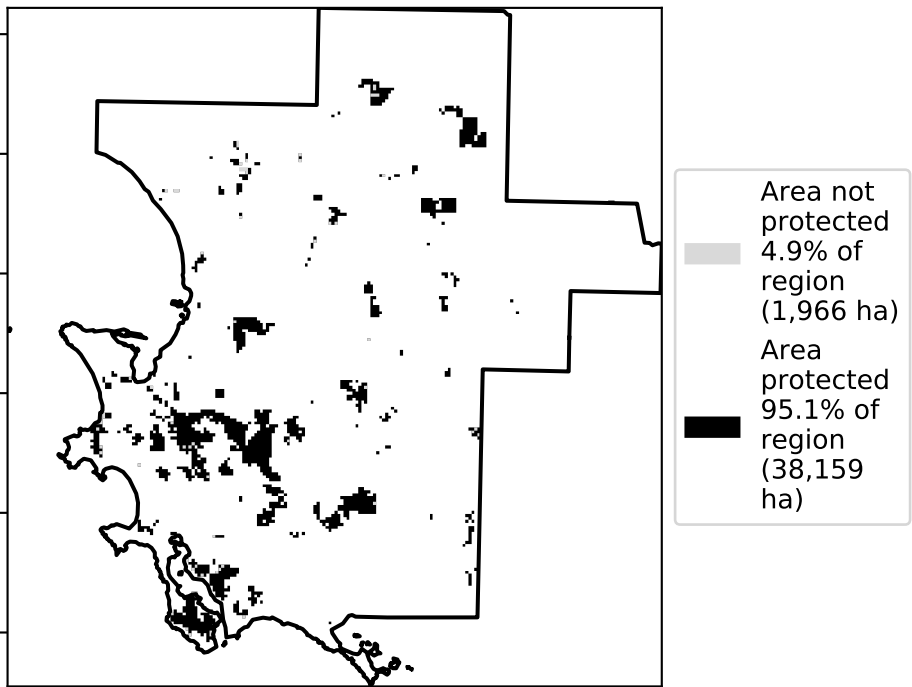 Area not
protected
4.9% of
region
(1,966 ha)
Area
protected
95.1% of
region
(38,159
ha)